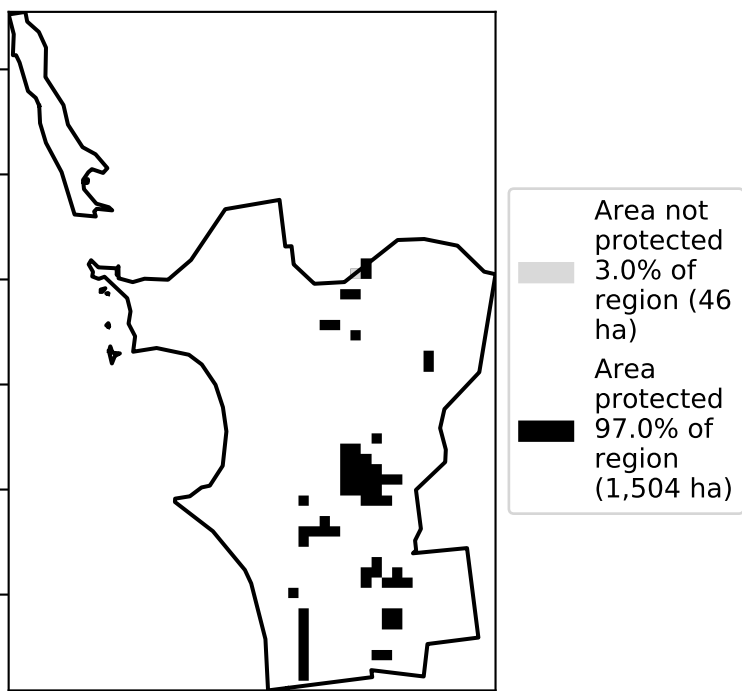 Area not
protected
3.0% of
region (46
ha)
Area
protected
97.0% of
region
(1,504 ha)